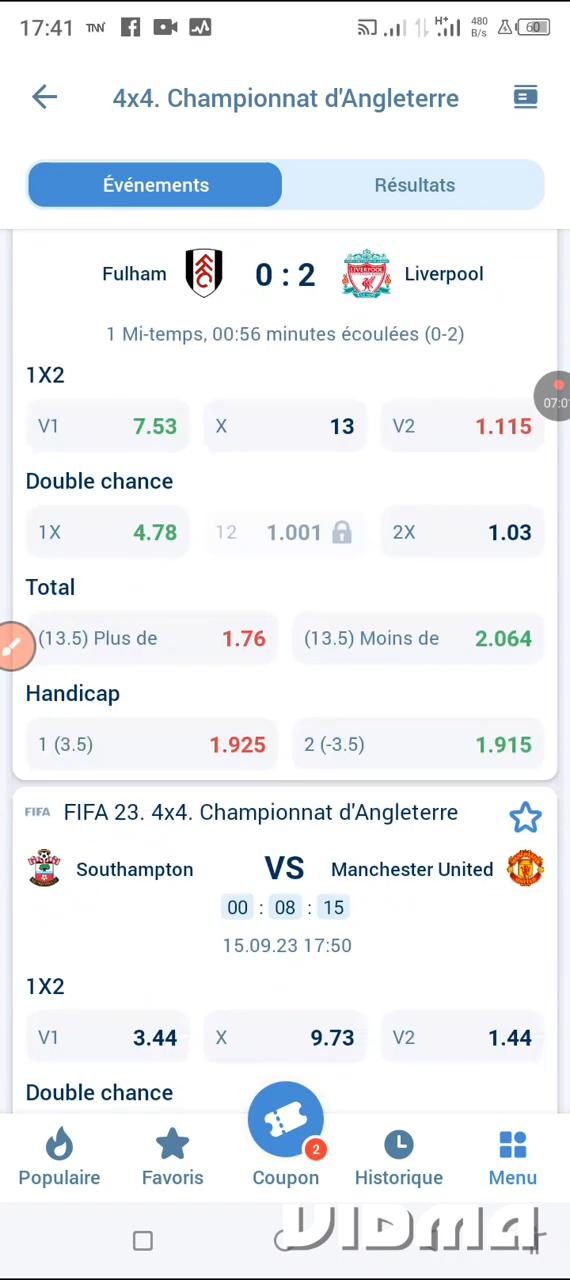 17:41 TNN H+ 480 B/s 60
4x4. Championnat d'Angleterre
Événements Résultats
Fulham 0 : 2 Liverpool
1 Mi-temps, 00:56 minutes écoulées (0-2)
1X2
V1 7.53 X 13 V2 1.115
07:0
Double chance
1X 4.78 12 1.001 2X 1.03
Total
(13.5) Plus de 1.76 (13.5) Moins de 2.064
Handicap
1 (3.5) 1.925 2 (-3.5) 1.915
FIFA FIFA 23. 4x4. Championnat d'Angleterre
Southampton VS Manchester United
00 : 08 : 15
15.09.23 17:50
1X2
V1 3.44 X 9.73 V2 1.44
Double chance
2
Populaire Favoris Coupon Historique Menu
VIDMA